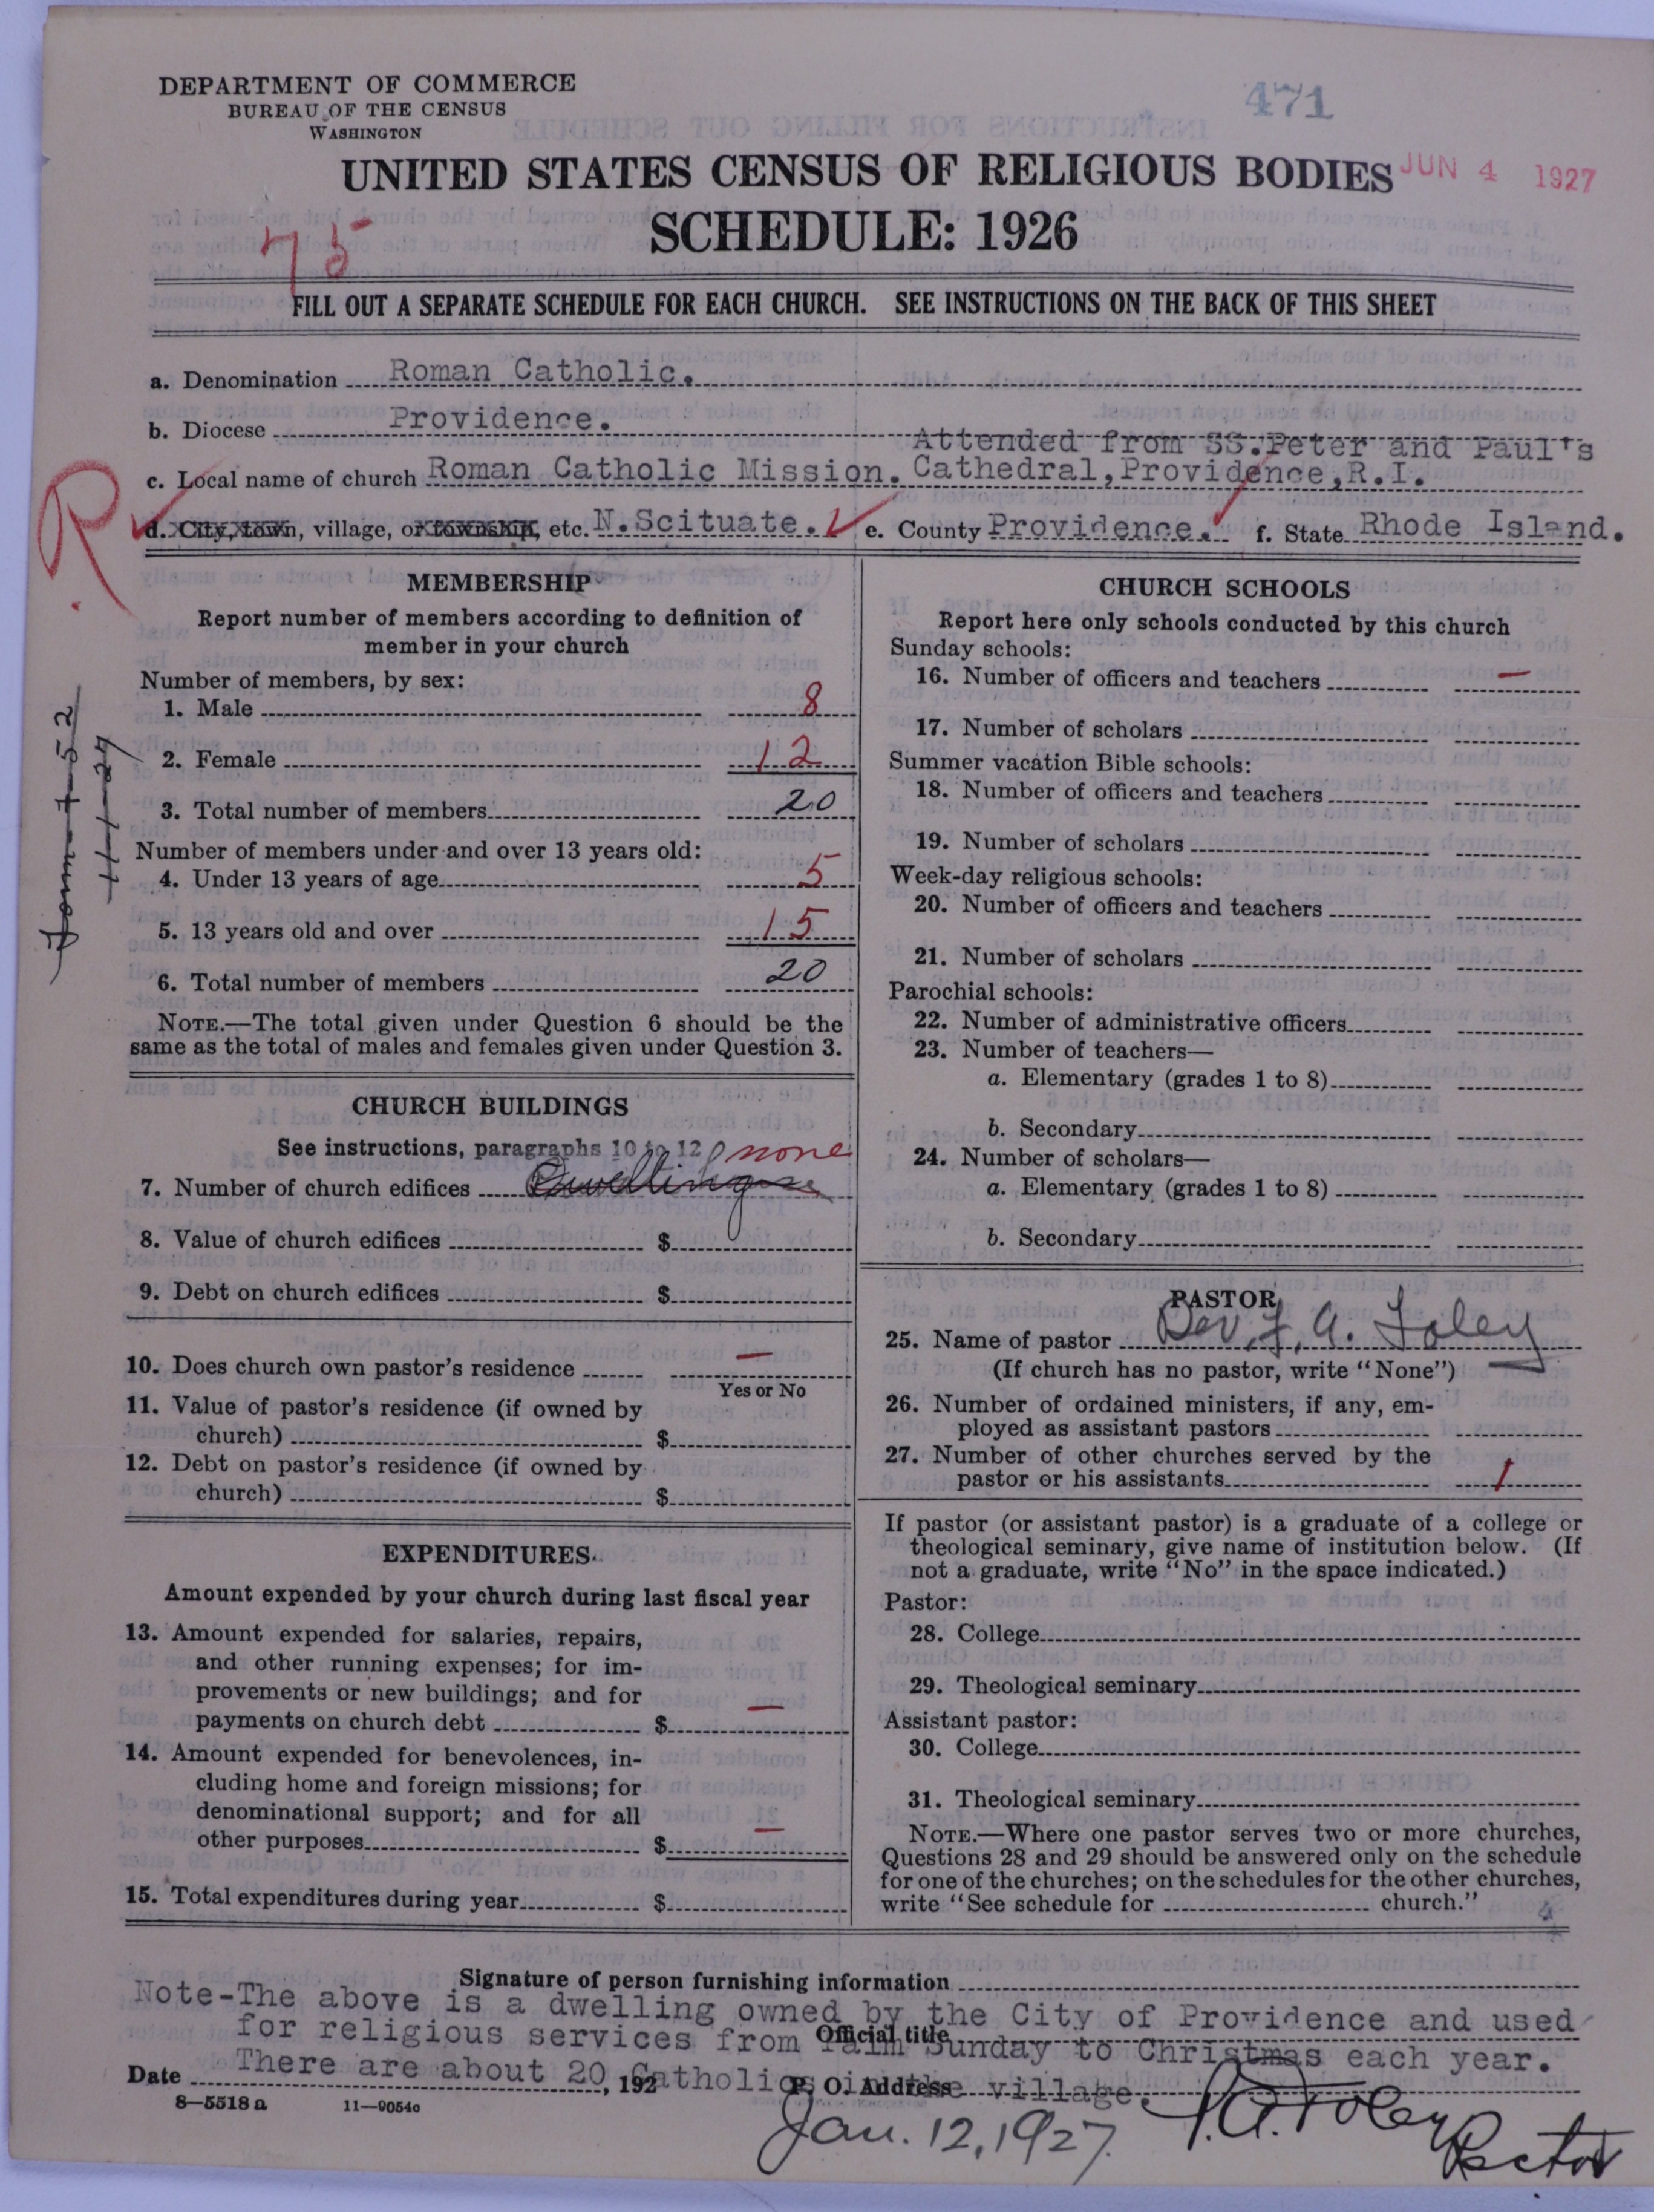 DEPARTMENT OF COMMERCE
BUREAU OF THE CENSUS
WASHINGTON
471
UNITED STATES CENSUS OF RELIGIOUS BODIES
JUN 4 1927
SCHEDULE: 1926
75
FILL OUT A SEPARATE SCHEDULE FOR EACH CHURCH. SEE INSTRUCTIONS ON THE BACK OF THIS SHEET
a. Denomination Roman Catholic.
b. Diocese Providence.
Attended from SS.Peter and Paul's
c. Local name of church Roman Catholic Mission. Cathedral,Providence,R.I.
R
d. City, town, village, or township, etc. N.Scituate. e. County Providence. f. State Rhode Island.
MEMBERSHIP
Report number of members according to definition of
member in your church
Number of members, by sex:
1. Male 8
2. Female 12
3. Total number of members 20
Number of members under and over 13 years old:
4. Under 13 years of age 5
5. 13 years old and over 15
6. Total number of members 20
NOTE.—The total given under Question 6 should be the
same as the total of males and females given under Question 3.
CHURCH BUILDINGS
See instructions, paragraphs 10 to 12
none
7. Number of church edifices Dwelling
8. Value of church edifices $
9. Debt on church edifices $
10. Does church own pastor's residence —
Yes or No
11. Value of pastor's residence (if owned by
church) $
12. Debt on pastor's residence (if owned by
church) $
EXPENDITURES
Amount expended by your church during last fiscal year
13. Amount expended for salaries, repairs,
and other running expenses; for im-
provements or new buildings; and for
payments on church debt $ —
14. Amount expended for benevolences, in-
cluding home and foreign missions; for
denominational support; and for all
other purposes $ —
15. Total expenditures during year $
CHURCH SCHOOLS
Report here only schools conducted by this church
Sunday schools:
16. Number of officers and teachers —
17. Number of scholars
Summer vacation Bible schools:
18. Number of officers and teachers
19. Number of scholars
Week-day religious schools:
20. Number of officers and teachers
21. Number of scholars
Parochial schools:
22. Number of administrative officers
23. Number of teachers—
a. Elementary (grades 1 to 8)
b. Secondary
24. Number of scholars—
a. Elementary (grades 1 to 8)
b. Secondary
PASTOR
25. Name of pastor Rev. F. A. Foley
(If church has no pastor, write "None")
26. Number of ordained ministers, if any, em-
ployed as assistant pastors
27. Number of other churches served by the
pastor or his assistants 1
If pastor (or assistant pastor) is a graduate of a college or
theological seminary, give name of institution below. (If
not a graduate, write "No" in the space indicated.)
Pastor:
28. College
29. Theological seminary
Assistant pastor:
30. College
31. Theological seminary
NOTE.—Where one pastor serves two or more churches,
Questions 28 and 29 should be answered only on the schedule
for one of the churches; on the schedules for the other churches,
write "See schedule for church."
Signature of person furnishing information
Note-The above is a dwelling owned by the City of Providence and used
for religious services from Palm Sunday to Christmas each year.
Official title
There are about 20 Catholics in the village.
Date , 192 P. O. Address
8—5518a 11—9054c
Jan. 12, 1927. F.A. Foley
Rector